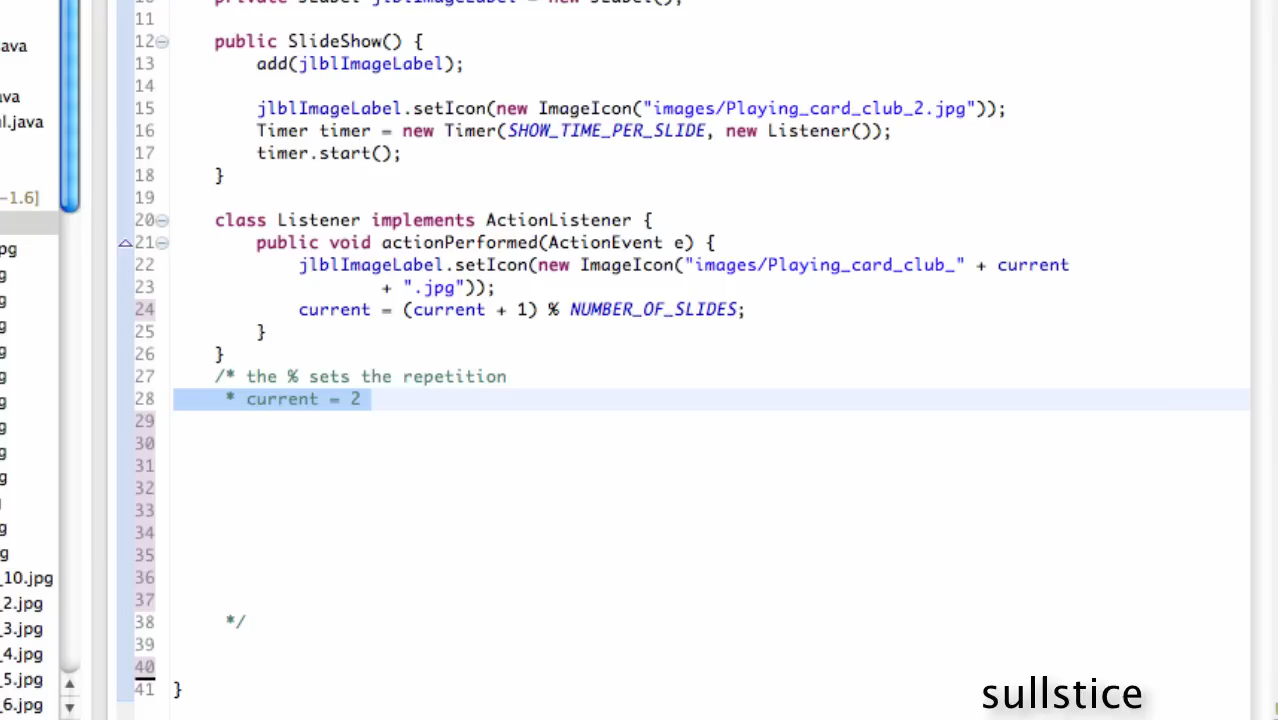 11
12 public SlideShow() {
13 add(jlblImageLabel);
14
15 jlblImageLabel.setIcon(new ImageIcon("images/Playing_card_club_2.jpg"));
16 Timer timer = new Timer(SHOW_TIME_PER_SLIDE, new Listener());
17 timer.start();
18 }
19
20 class Listener implements ActionListener {
21 public void actionPerformed(ActionEvent e) {
22 jlblImageLabel.setIcon(new ImageIcon("images/Playing_card_club_" + current
23 + ".jpg"));
24 current = (current + 1) % NUMBER_OF_SLIDES;
25 }
26 }
27 /* the % sets the repetition
28 * current = 2
29
30
31
32
33
34
35
36
37
38 */
39
40
41 }
ava
va
l.java
-1.6]
pg
g
g
g
g
g
g
g
g
g
g
g
_10.jpg
_2.jpg
_3.jpg
_4.jpg
_5.jpg
_6.jpg
sullstice